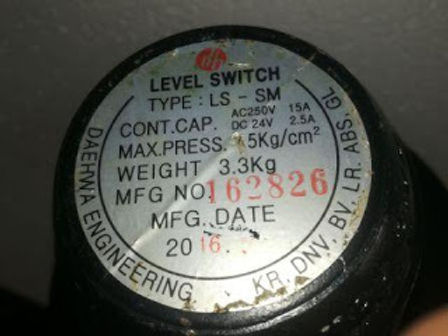 LEVEL SWITCH
TYPE : LS - SM
CONT.CAP. AC250V 15A
DC 24V 2.5A
MAX.PRESS. 5Kg/cm²
WEIGHT 3.3Kg
MFG NO.162826
MFG. DATE
2016.
DAEHWA ENGINEERING
KR. DNV. BV. LR. ABS. GL